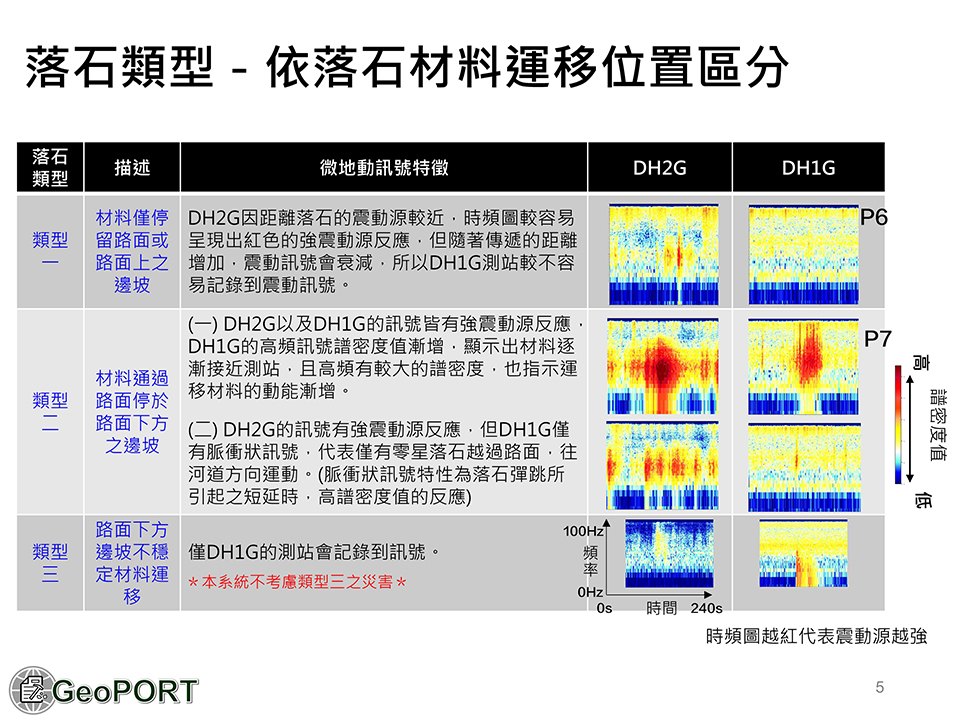 落石類型 - 依落石材料運移位置區分
落石
類型
描述
微地動訊號特徵
DH2G
DH1G
類型
一
材料僅停
留路面或
路面上之
邊坡
DH2G因距離落石的震動源較近，時頻圖較容易
呈現出紅色的強震動源反應，但隨著傳遞的距離
增加，震動訊號會衰減，所以DH1G測站較不容
易記錄到震動訊號。
P6
類型
二
材料通過
路面停於
路面下方
之邊坡
(一) DH2G以及DH1G的訊號皆有強震動源反應，
DH1G的高頻訊號譜密度值漸增，顯示出材料逐
漸接近測站，且高頻有較大的譜密度，也指示運
移材料的動能漸增。
(二) DH2G的訊號有強震動源反應，但DH1G僅
有脈衝狀訊號，代表僅有零星落石越過路面，往
河道方向運動。(脈衝狀訊號特性為落石彈跳所
引起之短延時，高譜密度值的反應)
P7
高
譜密度值
低
類型
三
路面下方
邊坡不穩
定材料運
移
僅DH1G的測站會記錄到訊號。
＊本系統不考慮類型三之災害＊
100Hz
頻
率
0Hz
0s 時間 240s
時頻圖越紅代表震動源越強
GeoPORT
5